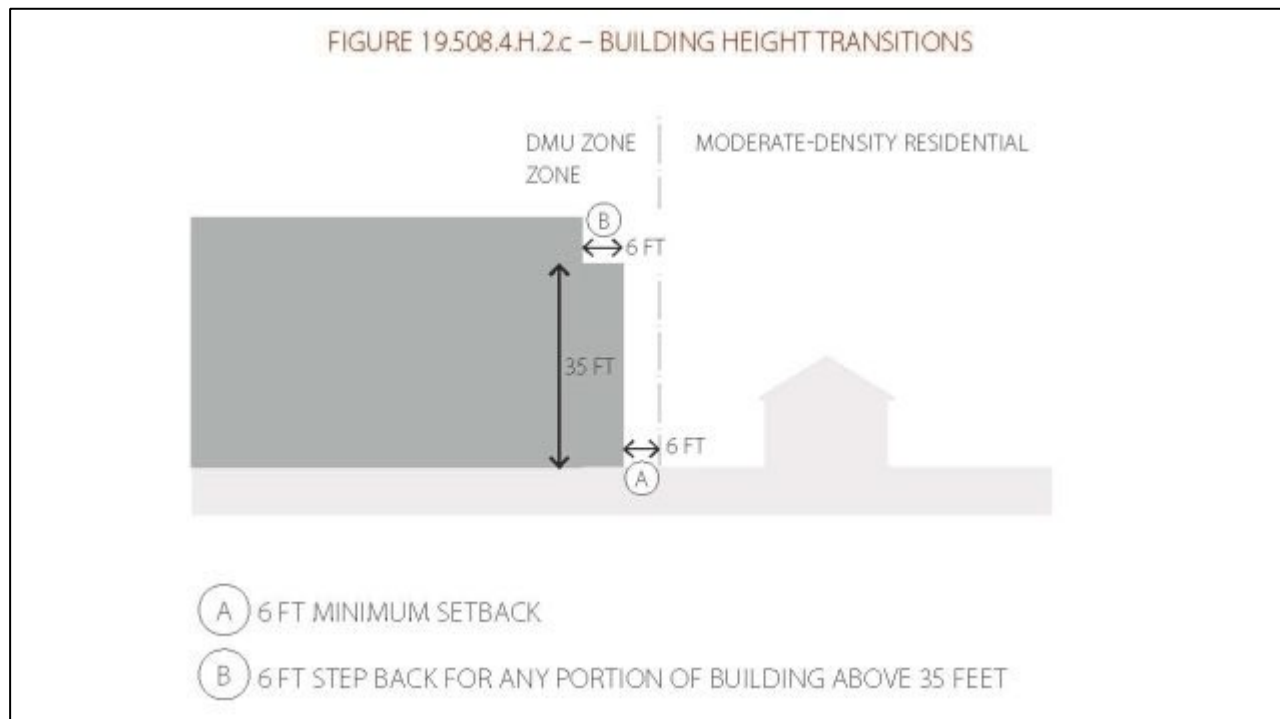 FIGURE 19.508.4.H.2.c – BUILDING HEIGHT TRANSITIONS
DMU ZONE
ZONE
MODERATE-DENSITY RESIDENTIAL
B
6 FT
35 FT
6 FT
A
A 6 FT MINIMUM SETBACK
B 6 FT STEP BACK FOR ANY PORTION OF BUILDING ABOVE 35 FEET